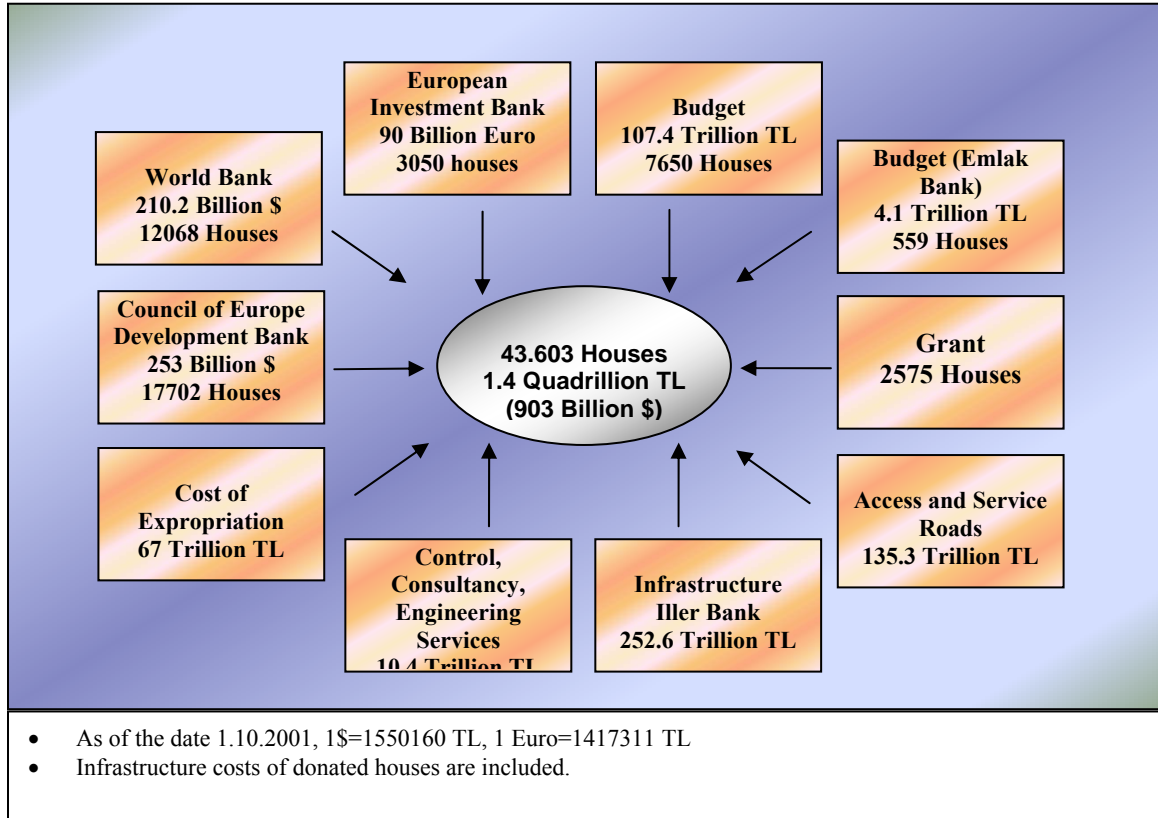 European
Investment Bank
90 Billion Euro
3050 houses
Budget
107.4 Trillion TL
7650 Houses
World Bank
210.2 Billion $
12068 Houses
Budget (Emlak
Bank)
4.1 Trillion TL
559 Houses
Council of Europe
Development Bank
253 Billion $
17702 Houses
43.603 Houses
1.4 Quadrillion TL
(903 Billion $)
Grant
2575 Houses
Cost of
Expropriation
67 Trillion TL
Control,
Consultancy,
Engineering
Services
10.4 Trillion TL
Infrastructure
Iller Bank
252.6 Trillion TL
Access and Service
Roads
135.3 Trillion TL
• As of the date 1.10.2001, 1$=1550160 TL, 1 Euro=1417311 TL
• Infrastructure costs of donated houses are included.